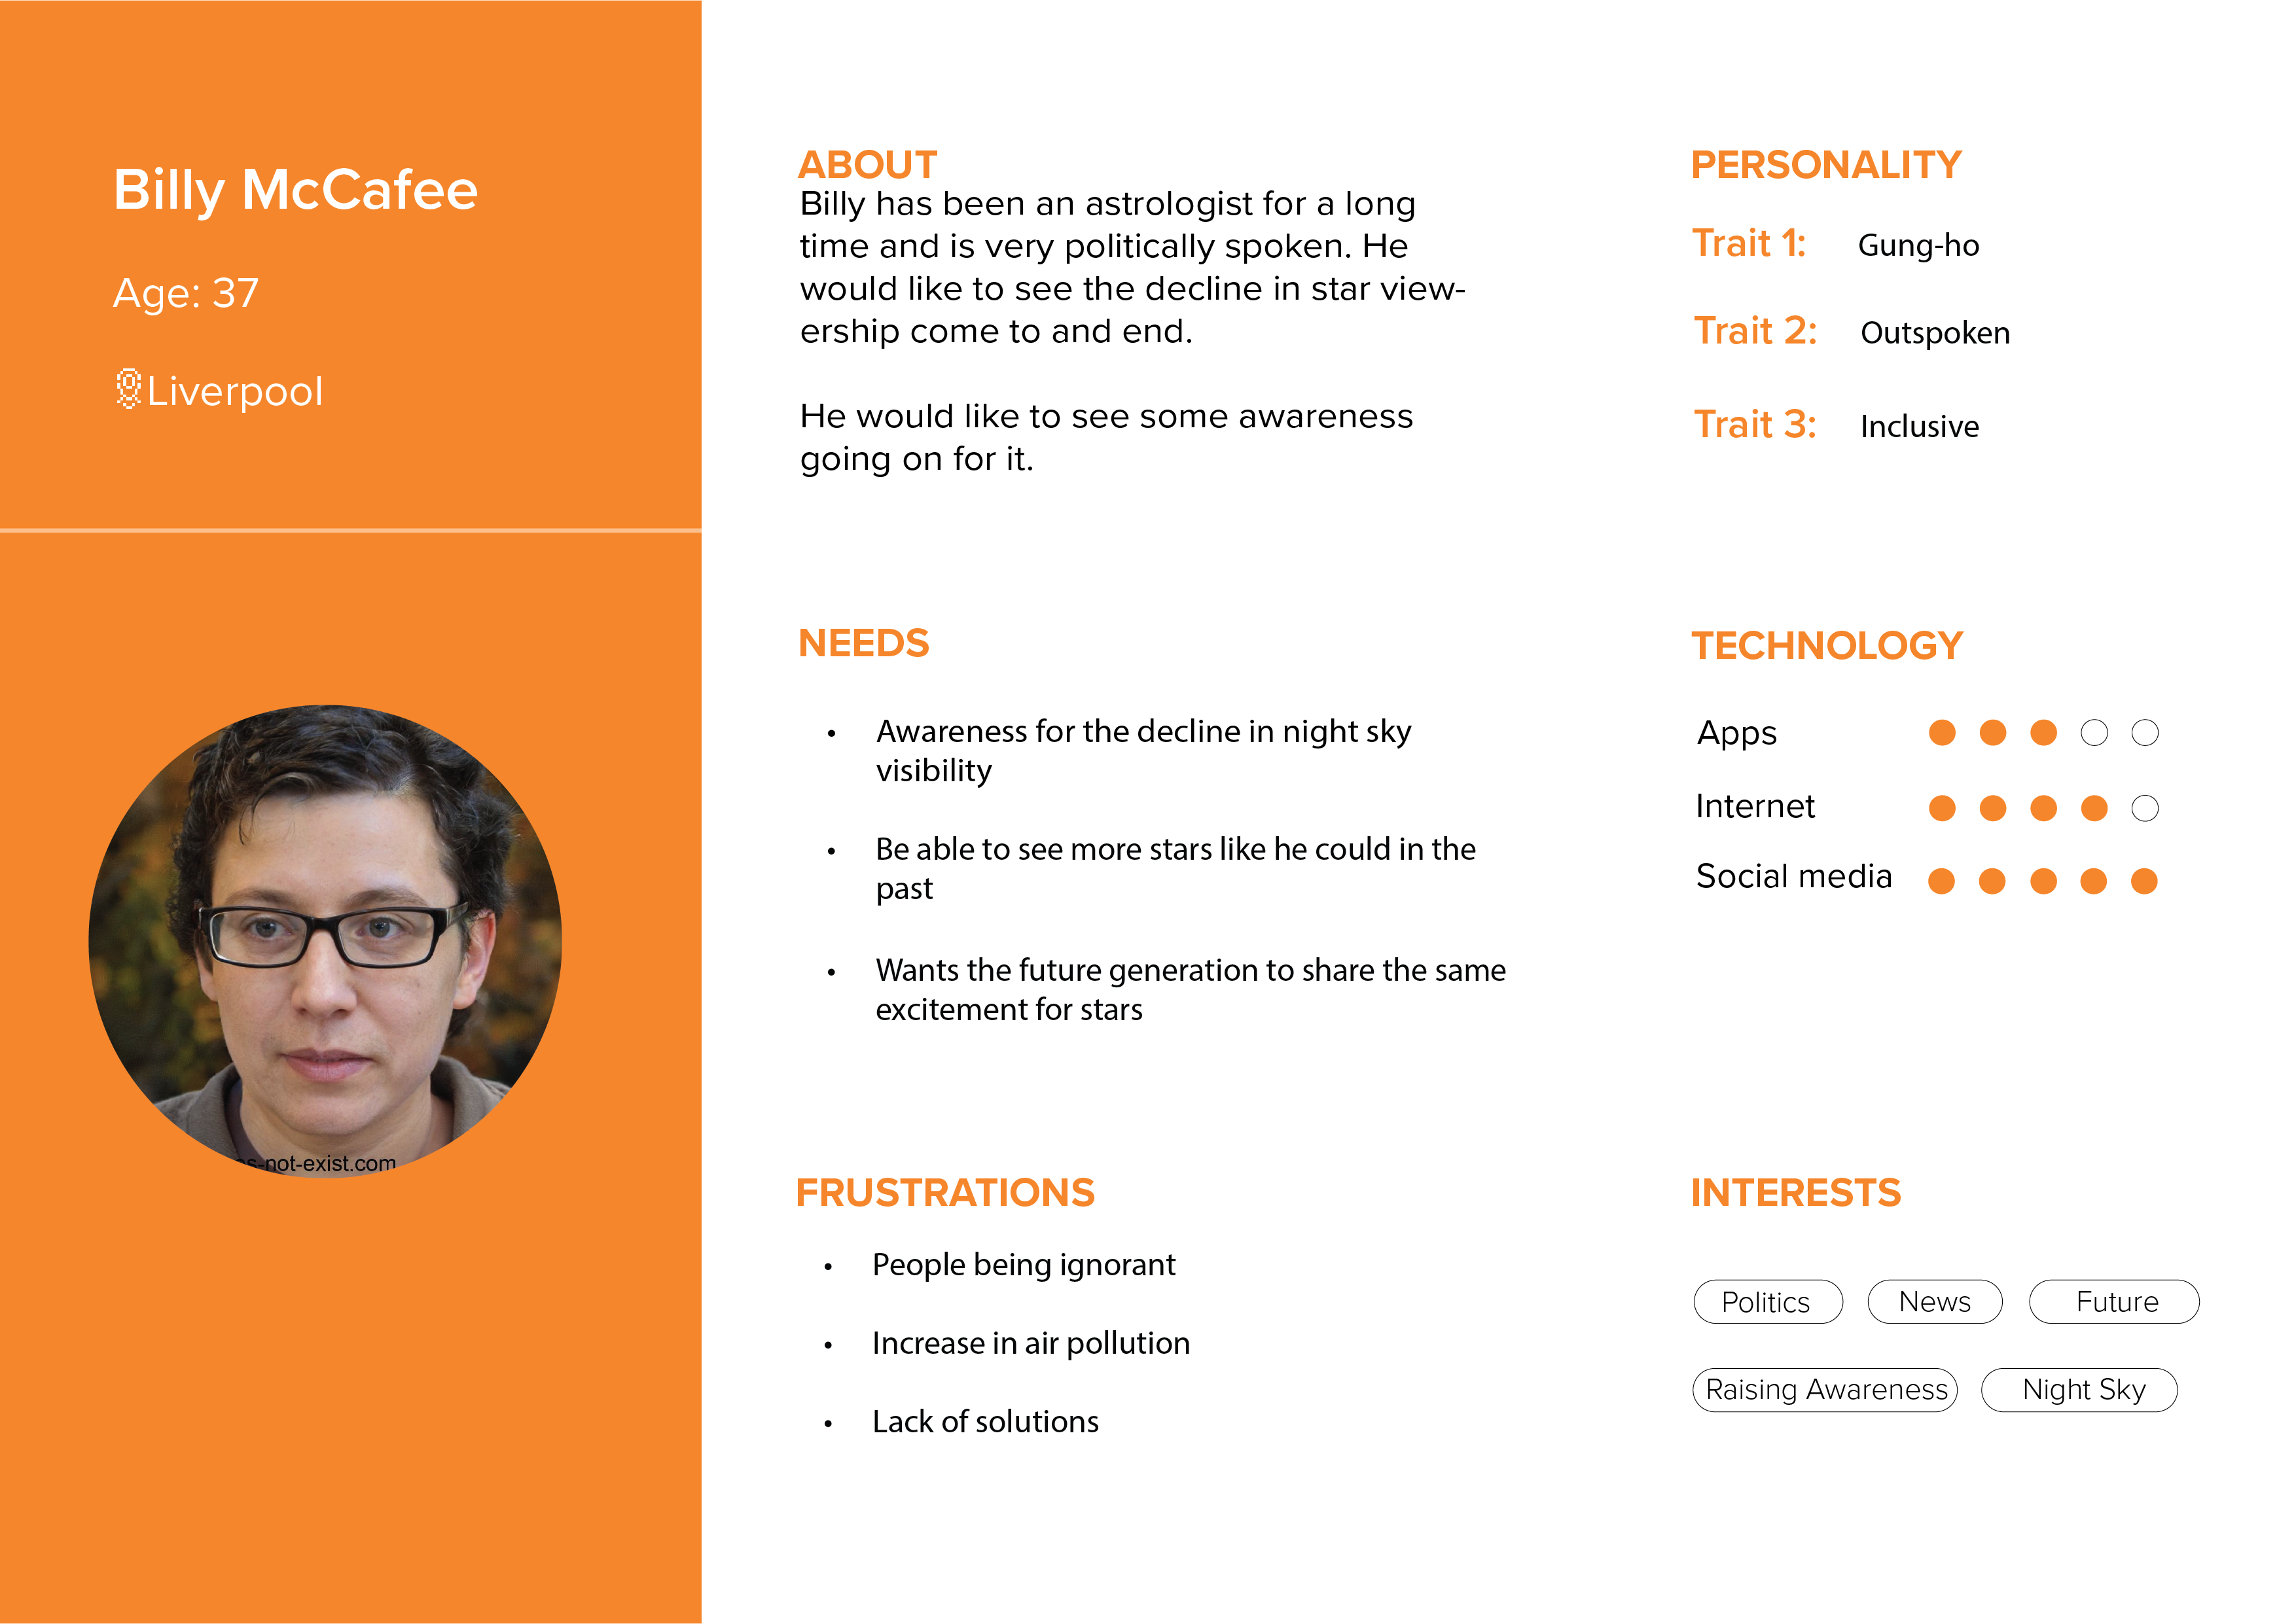 Billy McCafee
Age: 37
Liverpool
es-not-exist.com
ABOUT
Billy has been an astrologist for a long
time and is very politically spoken. He
would like to see the decline in star view-
ership come to and end.
He would like to see some awareness
going on for it.
NEEDS
• Awareness for the decline in night sky
visibility
• Be able to see more stars like he could in the
past
• Wants the future generation to share the same
excitement for stars
FRUSTRATIONS
• People being ignorant
• Increase in air pollution
• Lack of solutions
PERSONALITY
Trait 1: Gung-ho
Trait 2: Outspoken
Trait 3: Inclusive
TECHNOLOGY
Apps
Internet
Social media
INTERESTS
Politics News Future
Raising Awareness Night Sky